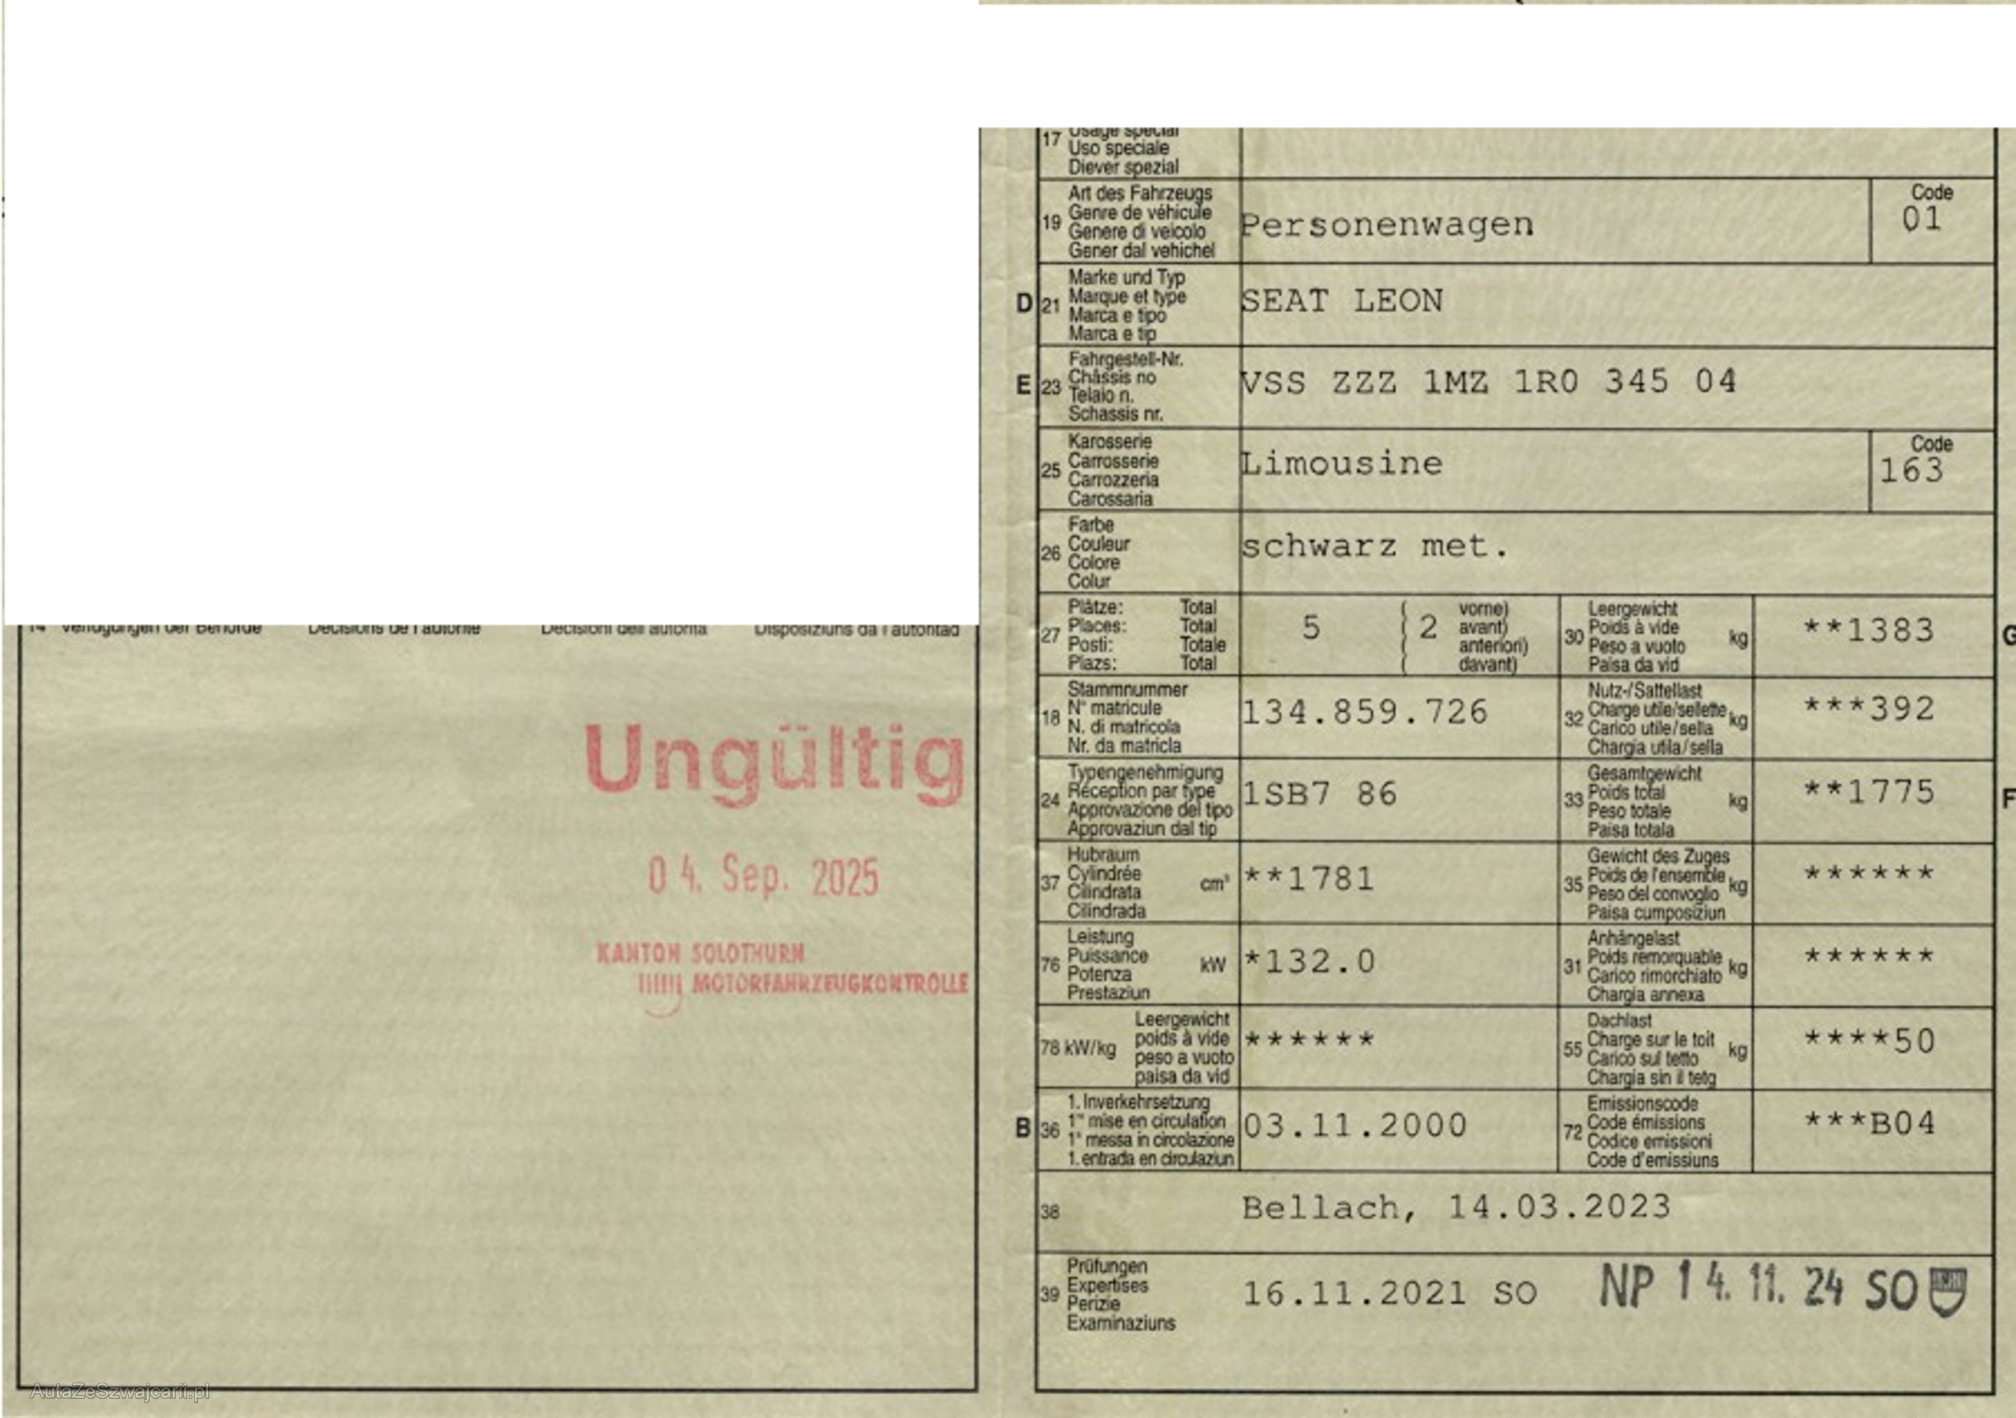 14 Verfügungen der Behörde Décisions de l'autorité Decisioni dell'autorità Disposiziuns da l'autoritad
Ungültig
04. Sep. 2025
KANTON SOLOTHURN
MOTORFAHRZEUGKONTROLLE
AutaZeSzwajcarii.pl
17 Usage spécial
Uso speciale
Diever spezial
19 Art des Fahrzeugs
Genre de véhicule
Genere di veicolo
Gener dal vehichel
Personenwagen
Code
01
D 21 Marke und Typ
Marque et type
Marca e tipo
Marca e tip
SEAT LEON
E 23 Fahrgestell-Nr.
Châssis no
Telaio n.
Schassis nr.
VSS ZZZ 1MZ 1R0 345 04
25 Karosserie
Carrosserie
Carrozzeria
Carossaria
Limousine
Code
163
26 Farbe
Couleur
Colore
Colur
schwarz met.
27 Plätze: Total
Places: Total
Posti: Totale
Plazs: Total
5 ( 2 vorne)
( avant)
( anteriori)
( davant)
30 Leergewicht
Poids à vide kg
Peso a vuoto
Paisa da vid
**1383
G
18 Stammnummer
N° matricule
N. di matricola
Nr. da matricla
134.859.726
32 Nutz-/Sattellast
Charge utile/sellette kg
Carico utile/sella
Chargia utila/sella
***392
24 Typengenehmigung
Réception par type
Approvazione del tipo
Approvaziun dal tip
1SB7 86
33 Gesamtgewicht
Poids total kg
Peso totale
Paisa totala
**1775
F
37 Hubraum
Cylindrée cm³
Cilindrata
Cilindrada
**1781
35 Gewicht des Zuges
Poids de l'ensemble kg
Peso del convoglio
Paisa cumposiziun
******
76 Leistung
Puissance kW
Potenza
Prestaziun
*132.0
31 Anhängelast
Poids remorquable kg
Carico rimorchiato
Chargia annexa
******
78 kW/kg Leergewicht
poids à vide
peso a vuoto
paisa da vid
******
55 Dachlast
Charge sur le toit kg
Carico sul tetto
Chargia sin il tetg
****50
B 36 1. Inverkehrsetzung
1re mise en circulation
1a messa in circolazione
1. entrada en circulaziun
03.11.2000
72 Emissionscode
Code émissions
Codice emissioni
Code d'emissiuns
***B04
38 Bellach, 14.03.2023
39 Prüfungen
Expertises
Perizie
Examinaziuns
16.11.2021 SO NP 14. 11. 24 SO